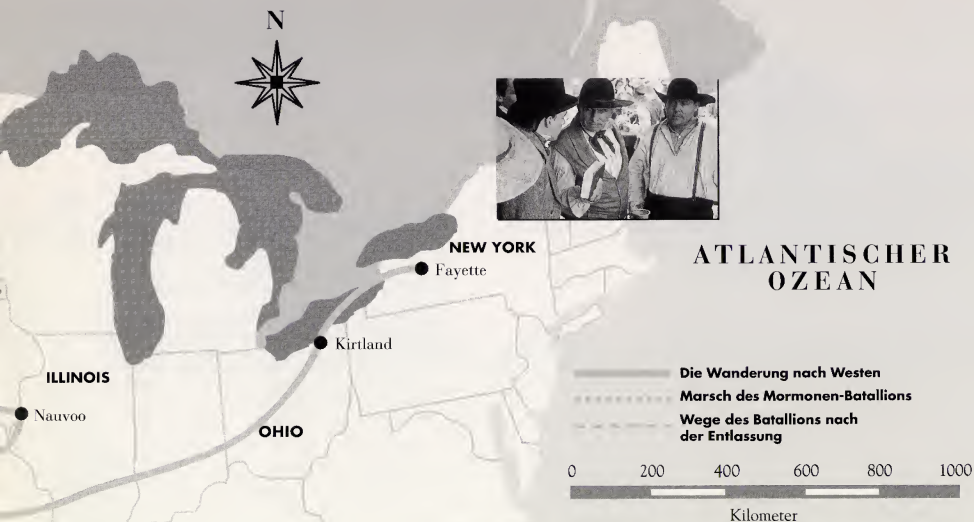 N
NEW YORK
Fayette
ATLANTISCHER
OZEAN
Kirtland
ILLINOIS
Nauvoo
OHIO
Die Wanderung nach Westen
Marsch des Mormonen-Batallions
Wege des Batallions nach
der Entlassung
0 200 400 600 800 1000
Kilometer